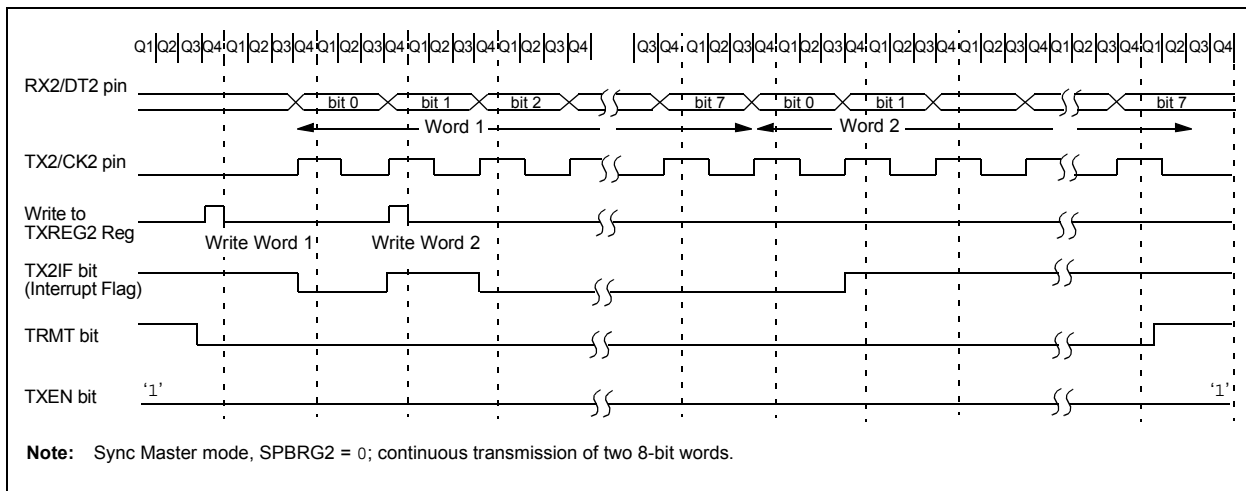 Q1 Q2 Q3 Q4 Q1 Q2 Q3 Q4 Q1 Q2 Q3 Q4 Q1 Q2 Q3 Q4 Q1 Q2 Q3 Q4 Q3 Q4 Q1 Q2 Q3 Q4 Q1 Q2 Q3 Q4 Q1 Q2 Q3 Q4 Q1 Q2 Q3 Q4 Q1 Q2 Q3 Q4 Q1 Q2 Q3 Q4
RX2/DT2 pin
bit 0 bit 1 bit 2 bit 7 bit 0 bit 1 bit 7
Word 1 Word 2
TX2/CK2 pin
Write to
TXREG2 Reg
Write Word 1 Write Word 2
TX2IF bit
(Interrupt Flag)
TRMT bit
‘1’ ‘1’
TXEN bit
Note: Sync Master mode, SPBRG2 = 0; continuous transmission of two 8-bit words.